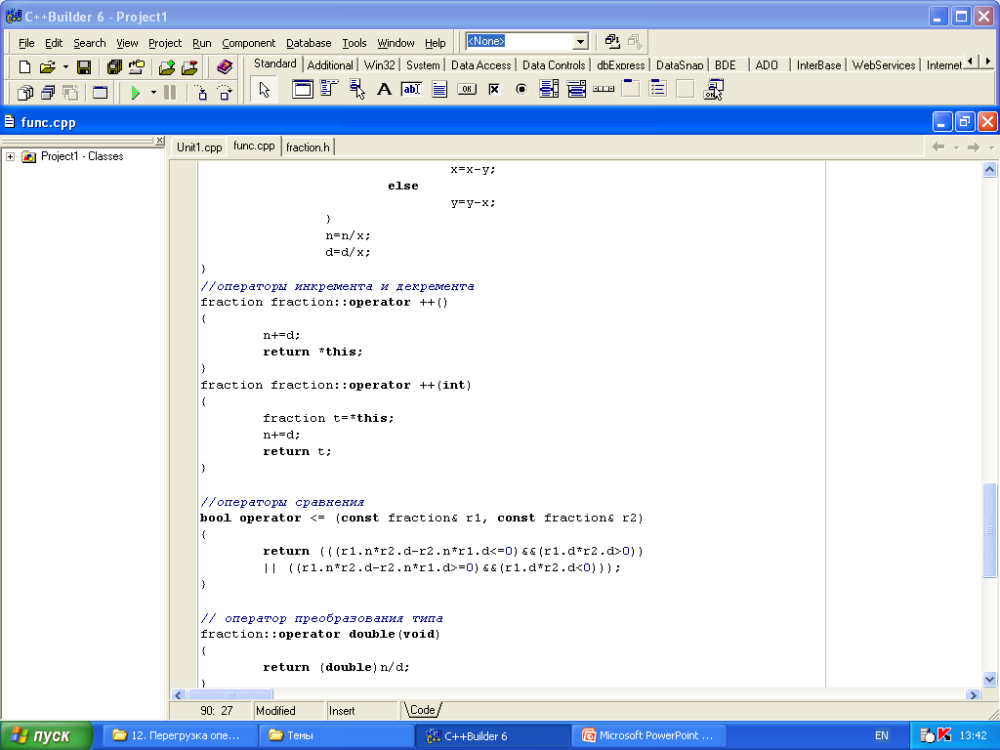 C++Builder 6 - Project1
File Edit Search View Project Run Component Database Tools Window Help <None>
Standard Additional Win32 System Data Access Data Controls dbExpress DataSnap BDE ADO InterBase WebServices Internet
func.cpp
Project1 - Classes
Unit1.cpp func.cpp fraction.h
x=x-y;
else
y=y-x;
}
n=n/x;
d=d/x;
}
//операторы инкремента и декремента
fraction fraction::operator ++()
{
n+=d;
return *this;
}
fraction fraction::operator ++(int)
{
fraction t=*this;
n+=d;
return t;
}
//операторы сравнения
bool operator <= (const fraction& r1, const fraction& r2)
{
return (((r1.n*r2.d-r2.n*r1.d<=0)&&(r1.d*r2.d>0))
|| ((r1.n*r2.d-r2.n*r1.d>=0)&&(r1.d*r2.d<0)));
}
// оператор преобразования типа
fraction::operator double(void)
{
return (double)n/d;
}
90: 27 Modified Insert Code
пуск 12. Перегрузка опе... Темы C++Builder 6 Microsoft PowerPoint ... EN 13:42